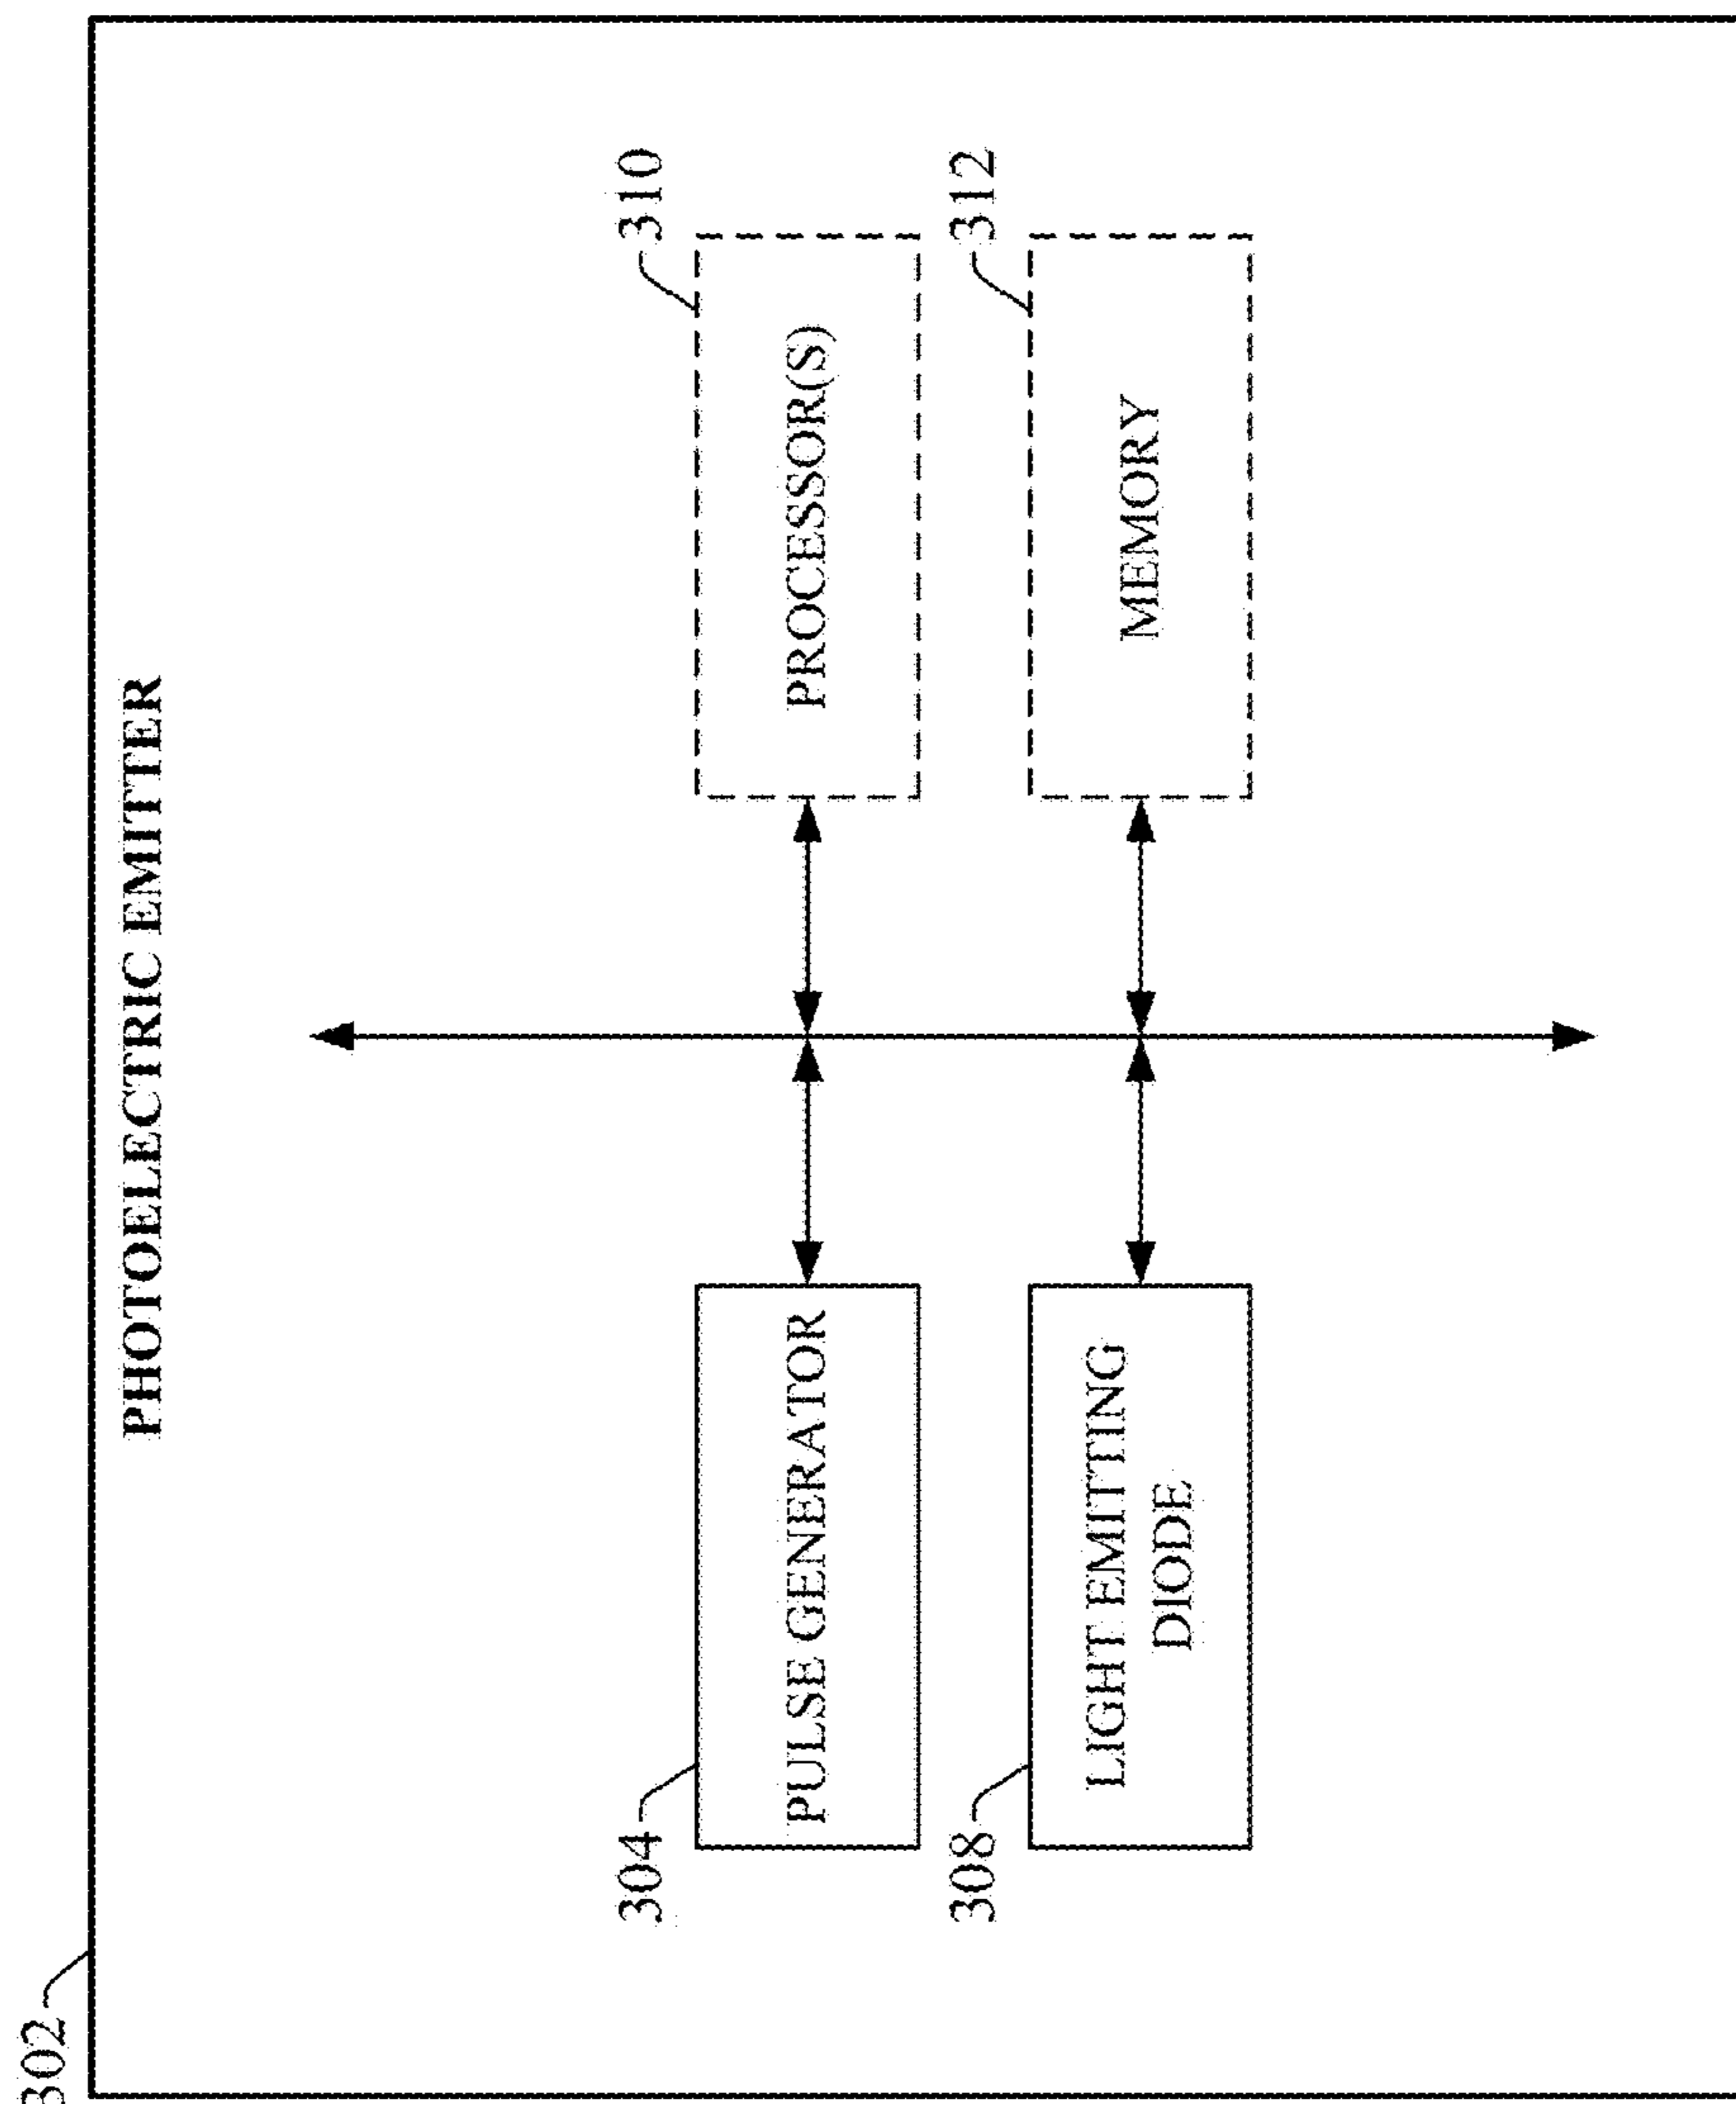 302
PHOTOELECTRIC EMITTER
304
PULSE GENERATOR
310
PROCESSOR(S)
308
LIGHT EMITTING
DIODE
312
MEMORY